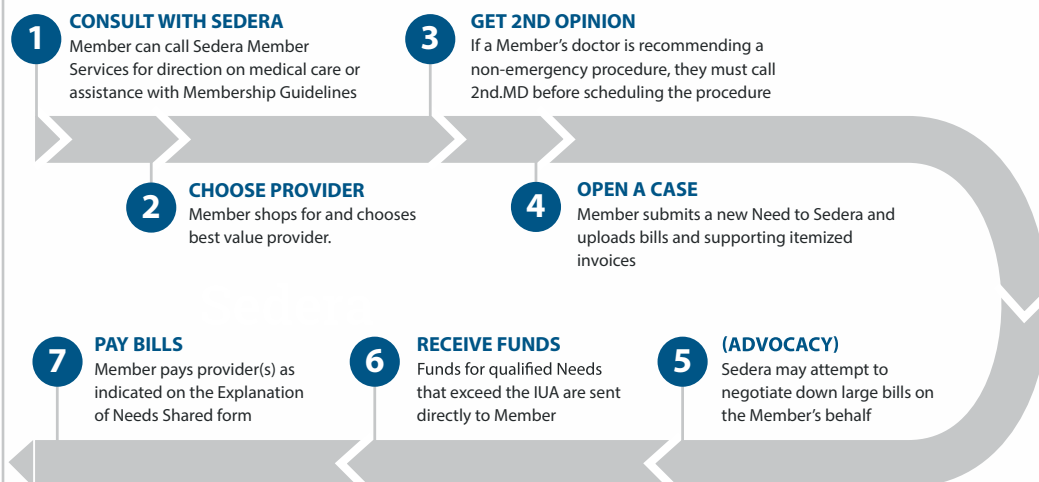 1
CONSULT WITH SEDERA
Member can call Sedera Member
Services for direction on medical care or
assistance with Membership Guidelines
2
CHOOSE PROVIDER
Member shops for and chooses
best value provider.
3
GET 2ND OPINION
If a Member’s doctor is recommending a
non-emergency procedure, they must call
2nd.MD before scheduling the procedure
4
OPEN A CASE
Member submits a new Need to Sedera and
uploads bills and supporting itemized
invoices
5
(ADVOCACY)
Sedera may attempt to
negotiate down large bills on
the Member’s behalf
6
RECEIVE FUNDS
Funds for qualified Needs
that exceed the IUA are sent
directly to Member
7
PAY BILLS
Member pays provider(s) as
indicated on the Explanation
of Needs Shared form